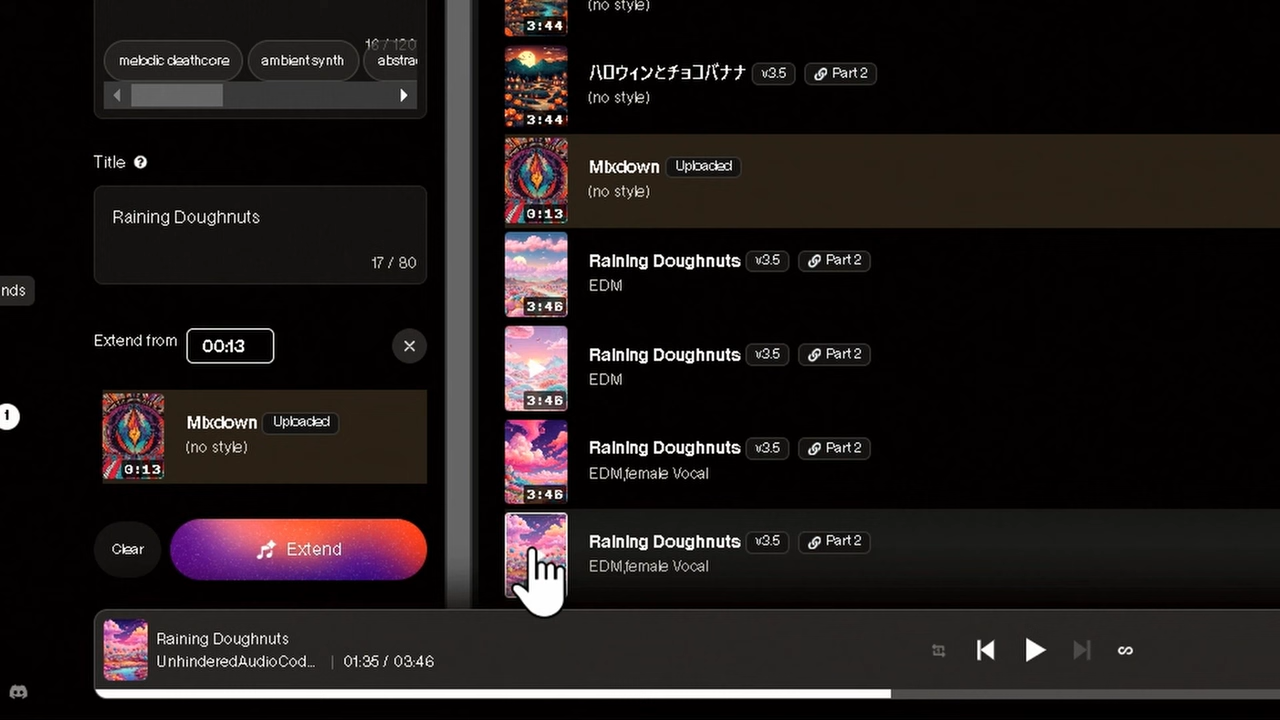 16 / 120
melodic deathcore
ambient synth
abstra
Title
Raining Doughnuts
17 / 80
nds
Extend from
00:13
1
Mixdown
Uploaded
(no style)
0:13
Clear
Extend
(no style)
3:44
ハロウィンとチョコバナナ
v3.5
Part 2
(no style)
3:44
Mixdown
Uploaded
(no style)
0:13
Raining Doughnuts
v3.5
Part 2
EDM
3:46
Raining Doughnuts
v3.5
Part 2
EDM
3:46
Raining Doughnuts
v3.5
Part 2
EDM,female Vocal
3:46
Raining Doughnuts
v3.5
Part 2
EDM,female Vocal
Raining Doughnuts
UnhinderedAudioCod...
01:35 / 03:46